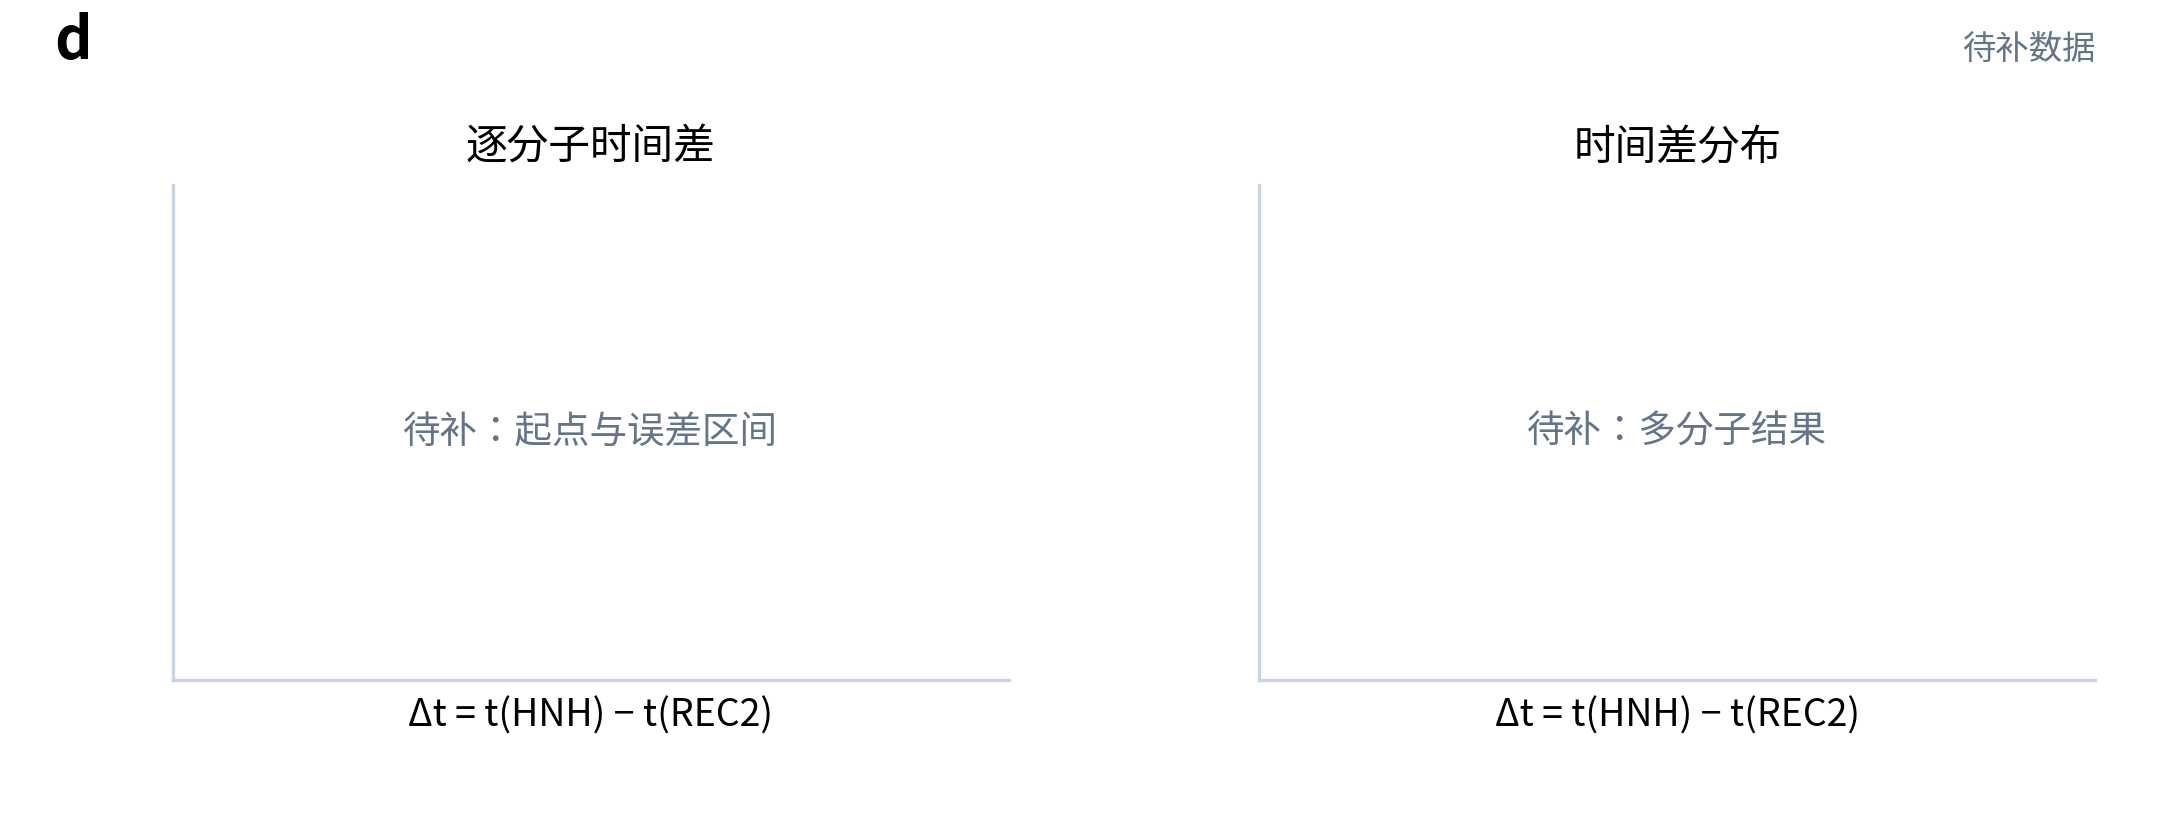 d
待补数据
逐分子时间差
时间差分布
待补：起点与误差区间
待补：多分子结果
Δt = t(HNH) − t(REC2)
Δt = t(HNH) − t(REC2)